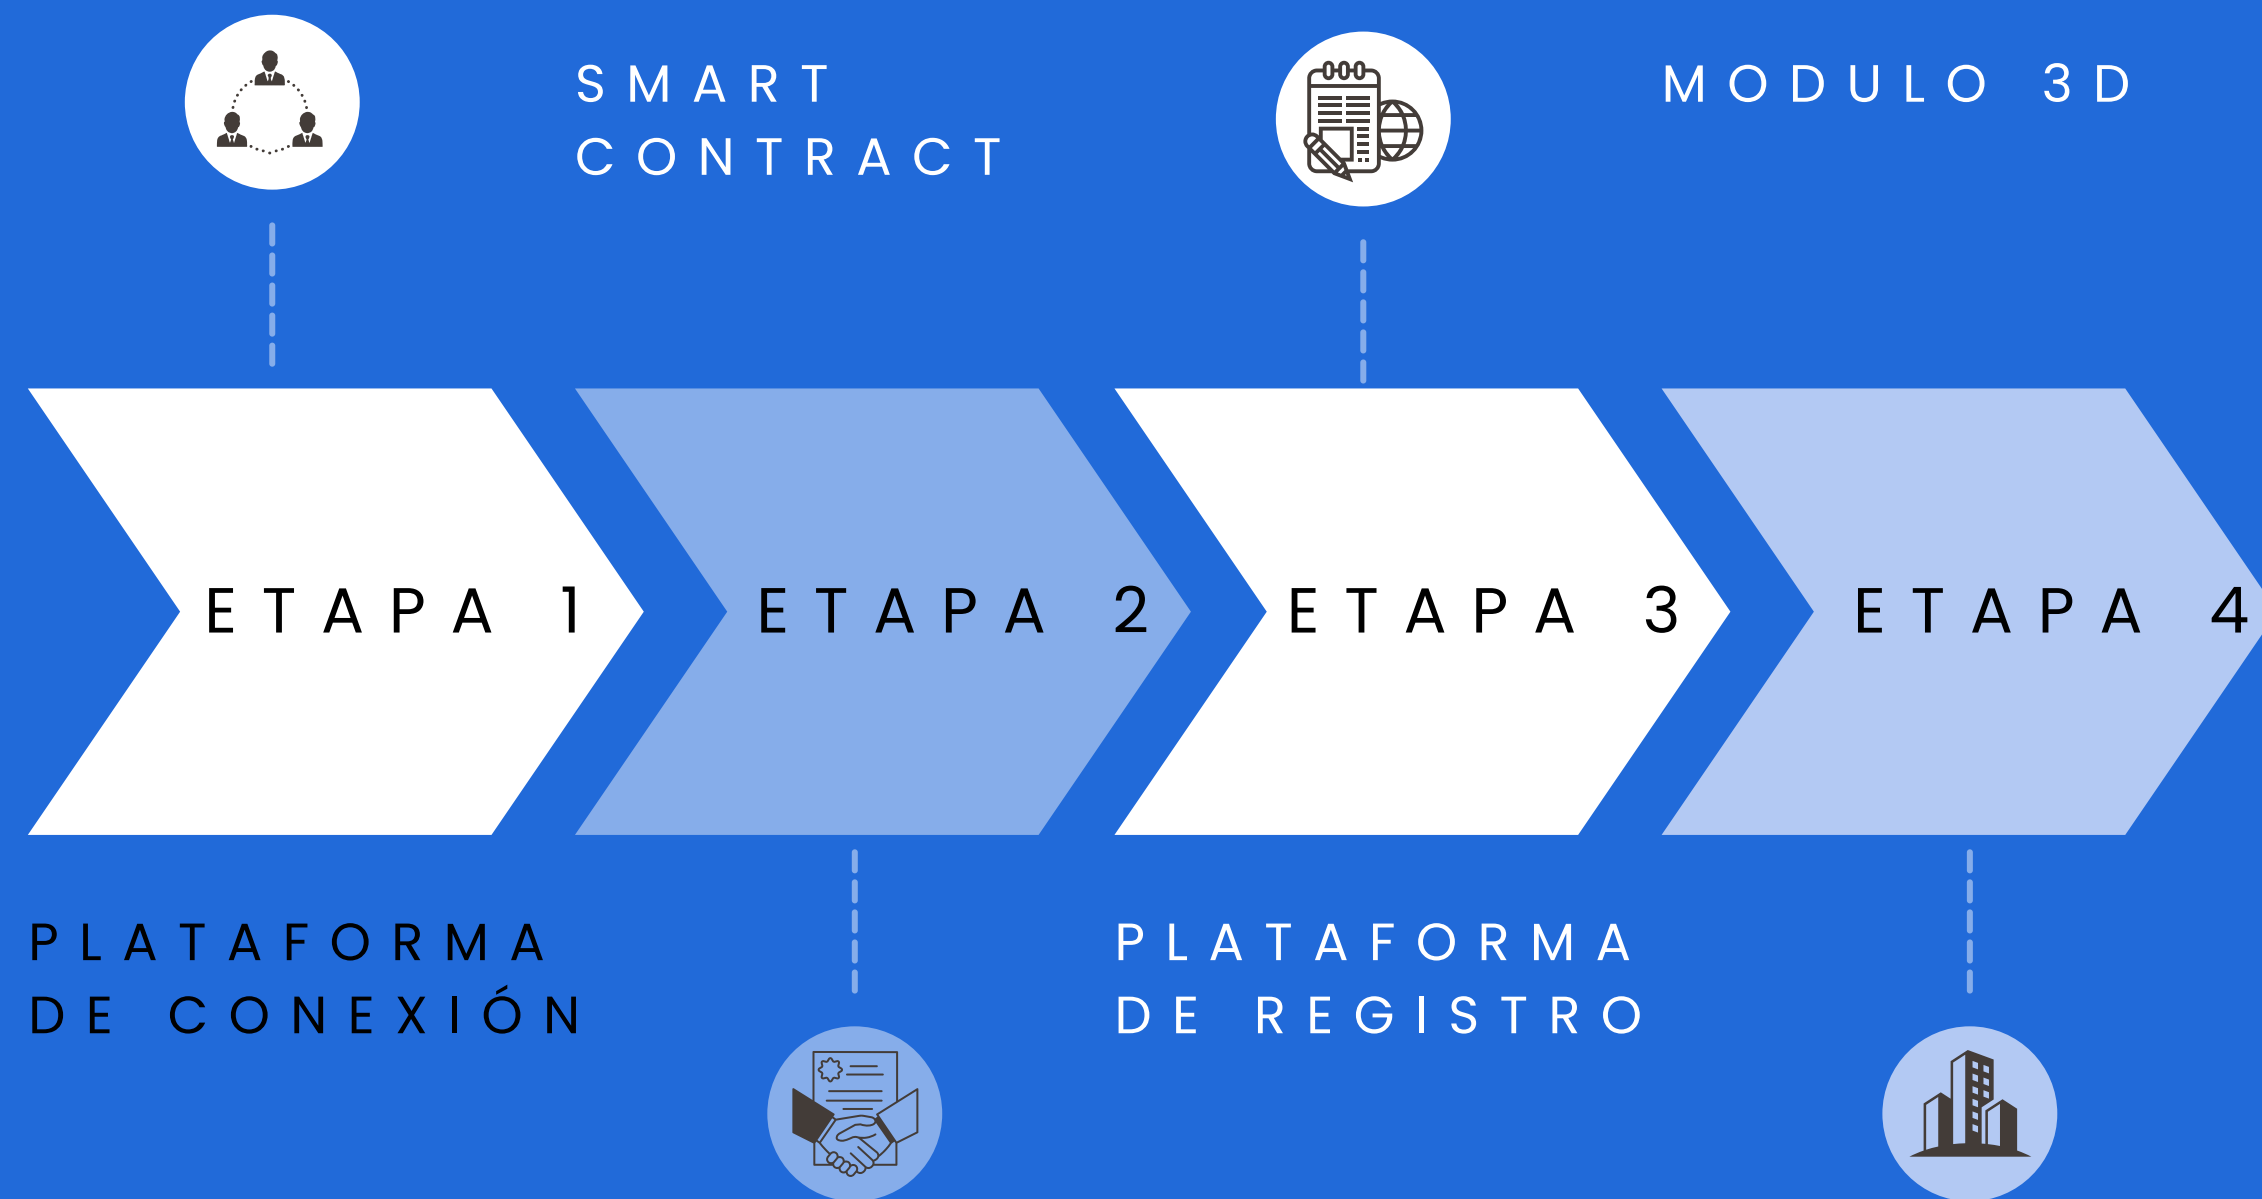 SMART
CONTRACT
MODULO 3D
ETAPA 1
ETAPA 2
ETAPA 3
ETAPA 4
PLATAFORMA
DE CONEXIÓN
PLATAFORMA
DE REGISTRO